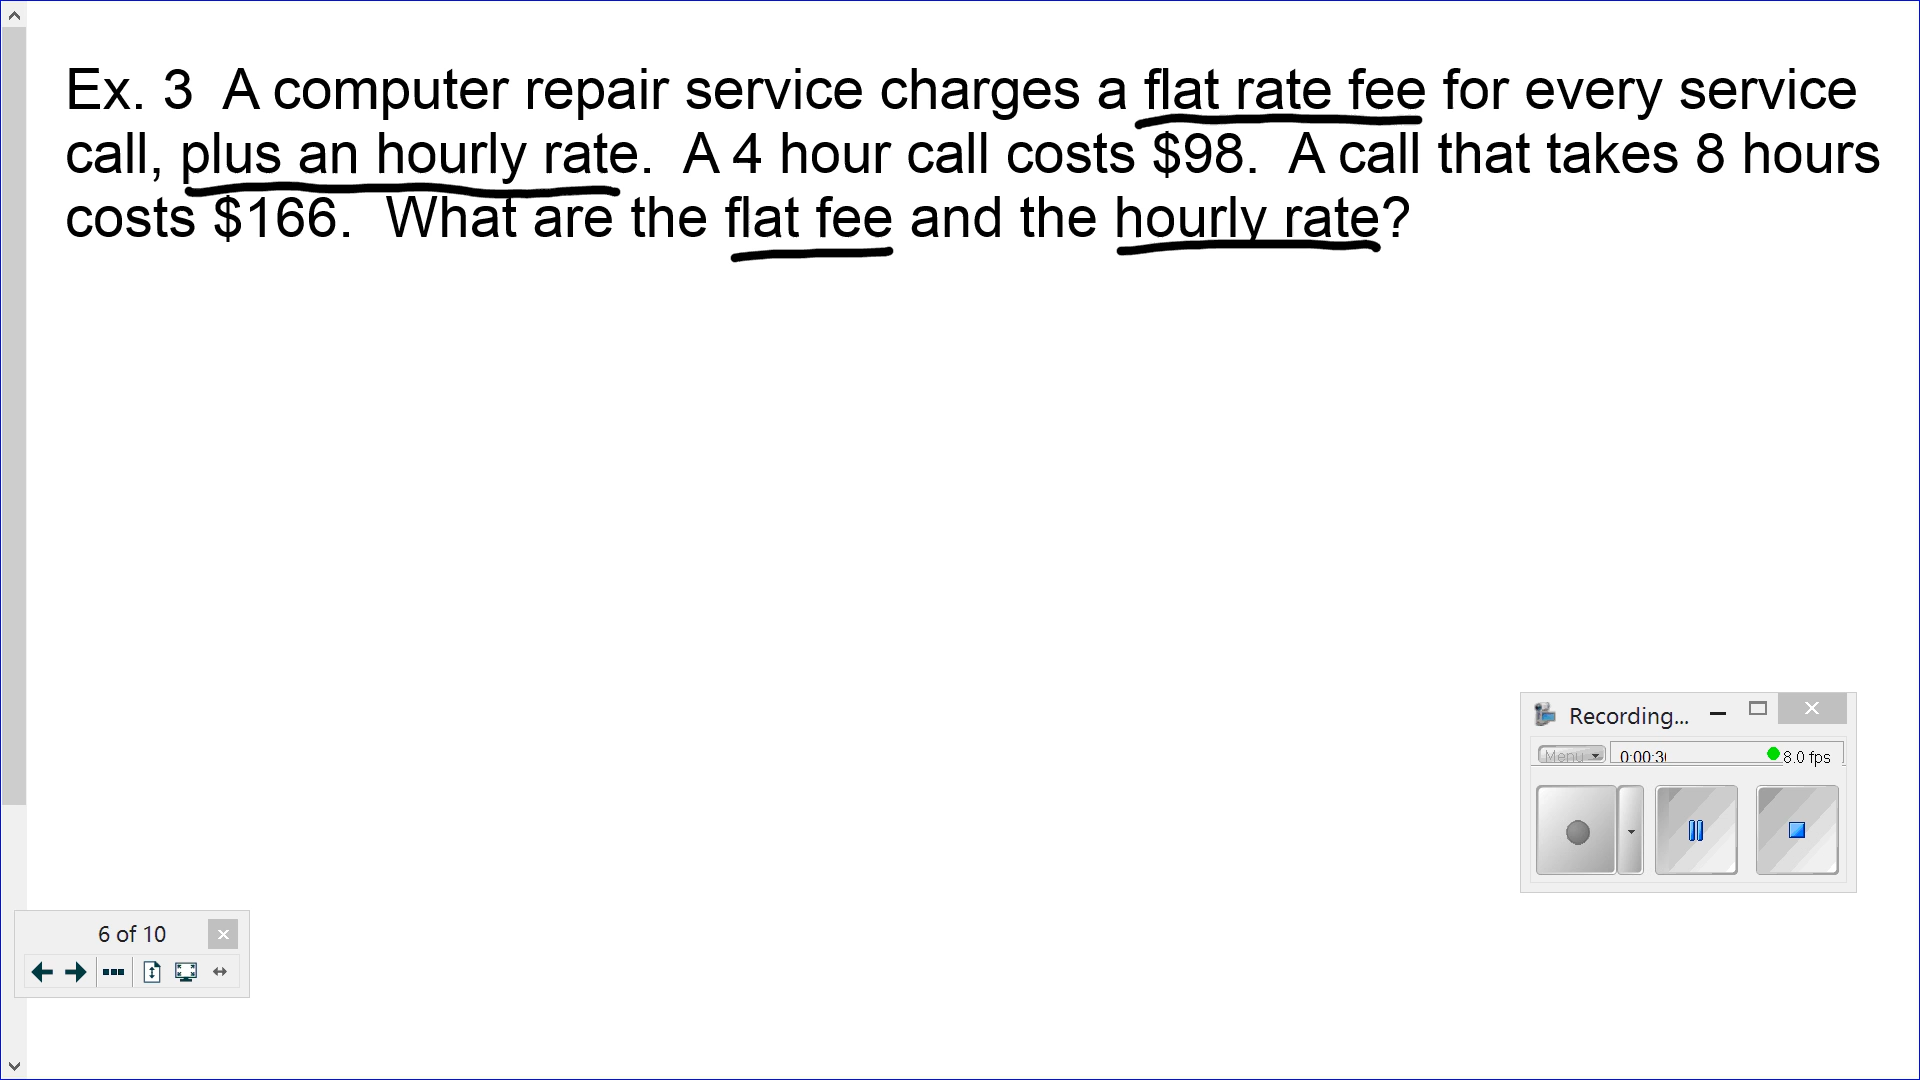 Ex. 3  A computer repair service charges a flat rate fee for every service
call, plus an hourly rate.  A 4 hour call costs $98.  A call that takes 8 hours
costs $166.  What are the flat fee and the hourly rate?
Recording...
Menu
8.0 fps
6 of 10